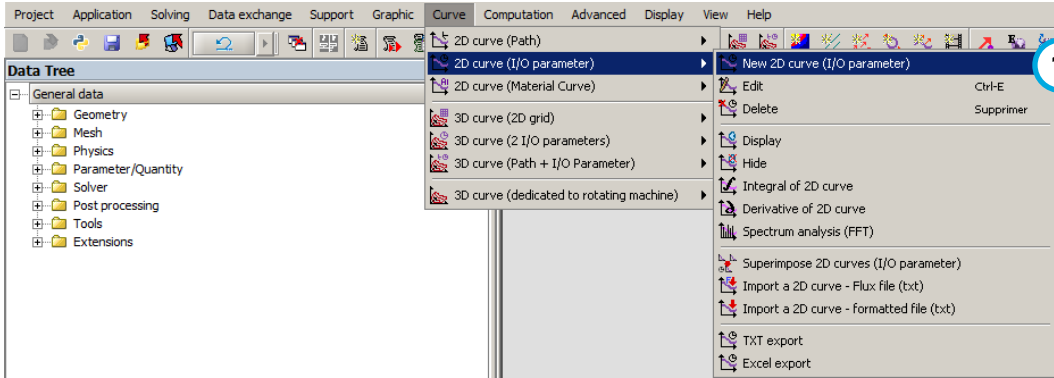 Project Application Solving Data exchange Support Graphic Curve Computation Advanced Display View Help
2D curve (Path)
2D curve (I/O parameter)
2D curve (Material Curve)
3D curve (2D grid)
3D curve (2 I/O parameters)
3D curve (Path + I/O Parameter)
3D curve (dedicated to rotating machine)
New 2D curve (I/O parameter)
Edit Ctrl-E
Delete Supprimer
Display
Hide
Integral of 2D curve
Derivative of 2D curve
Spectrum analysis (FFT)
Superimpose 2D curves (I/O parameter)
Import a 2D curve - Flux file (txt)
Import a 2D curve - formatted file (txt)
TXT export
Excel export
Data Tree
General data
Geometry
Mesh
Physics
Parameter/Quantity
Solver
Post processing
Tools
Extensions